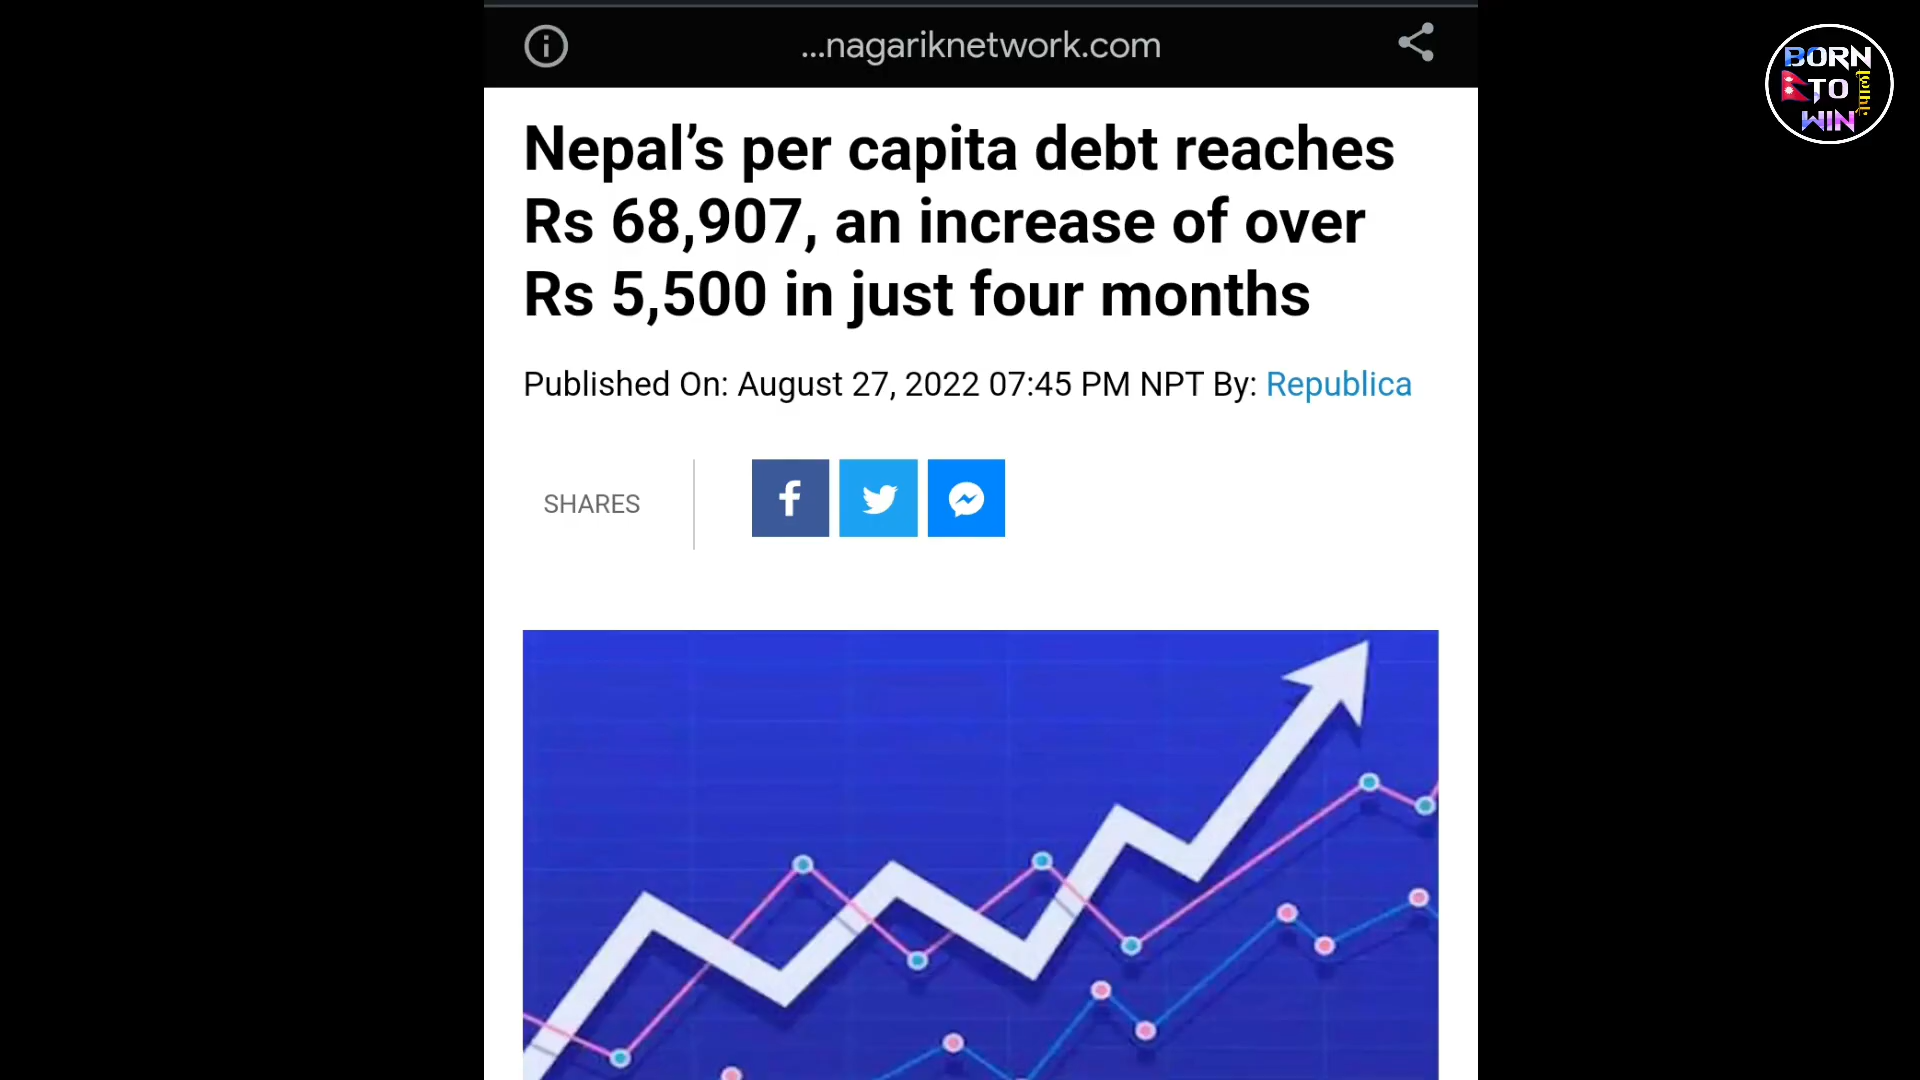 ...nagariknetwork.com
Nepal’s per capita debt reaches
Rs 68,907, an increase of over
Rs 5,500 in just four months
Published On: August 27, 2022 07:45 PM NPT By: Republica
SHARES
BORN
TO
WIN